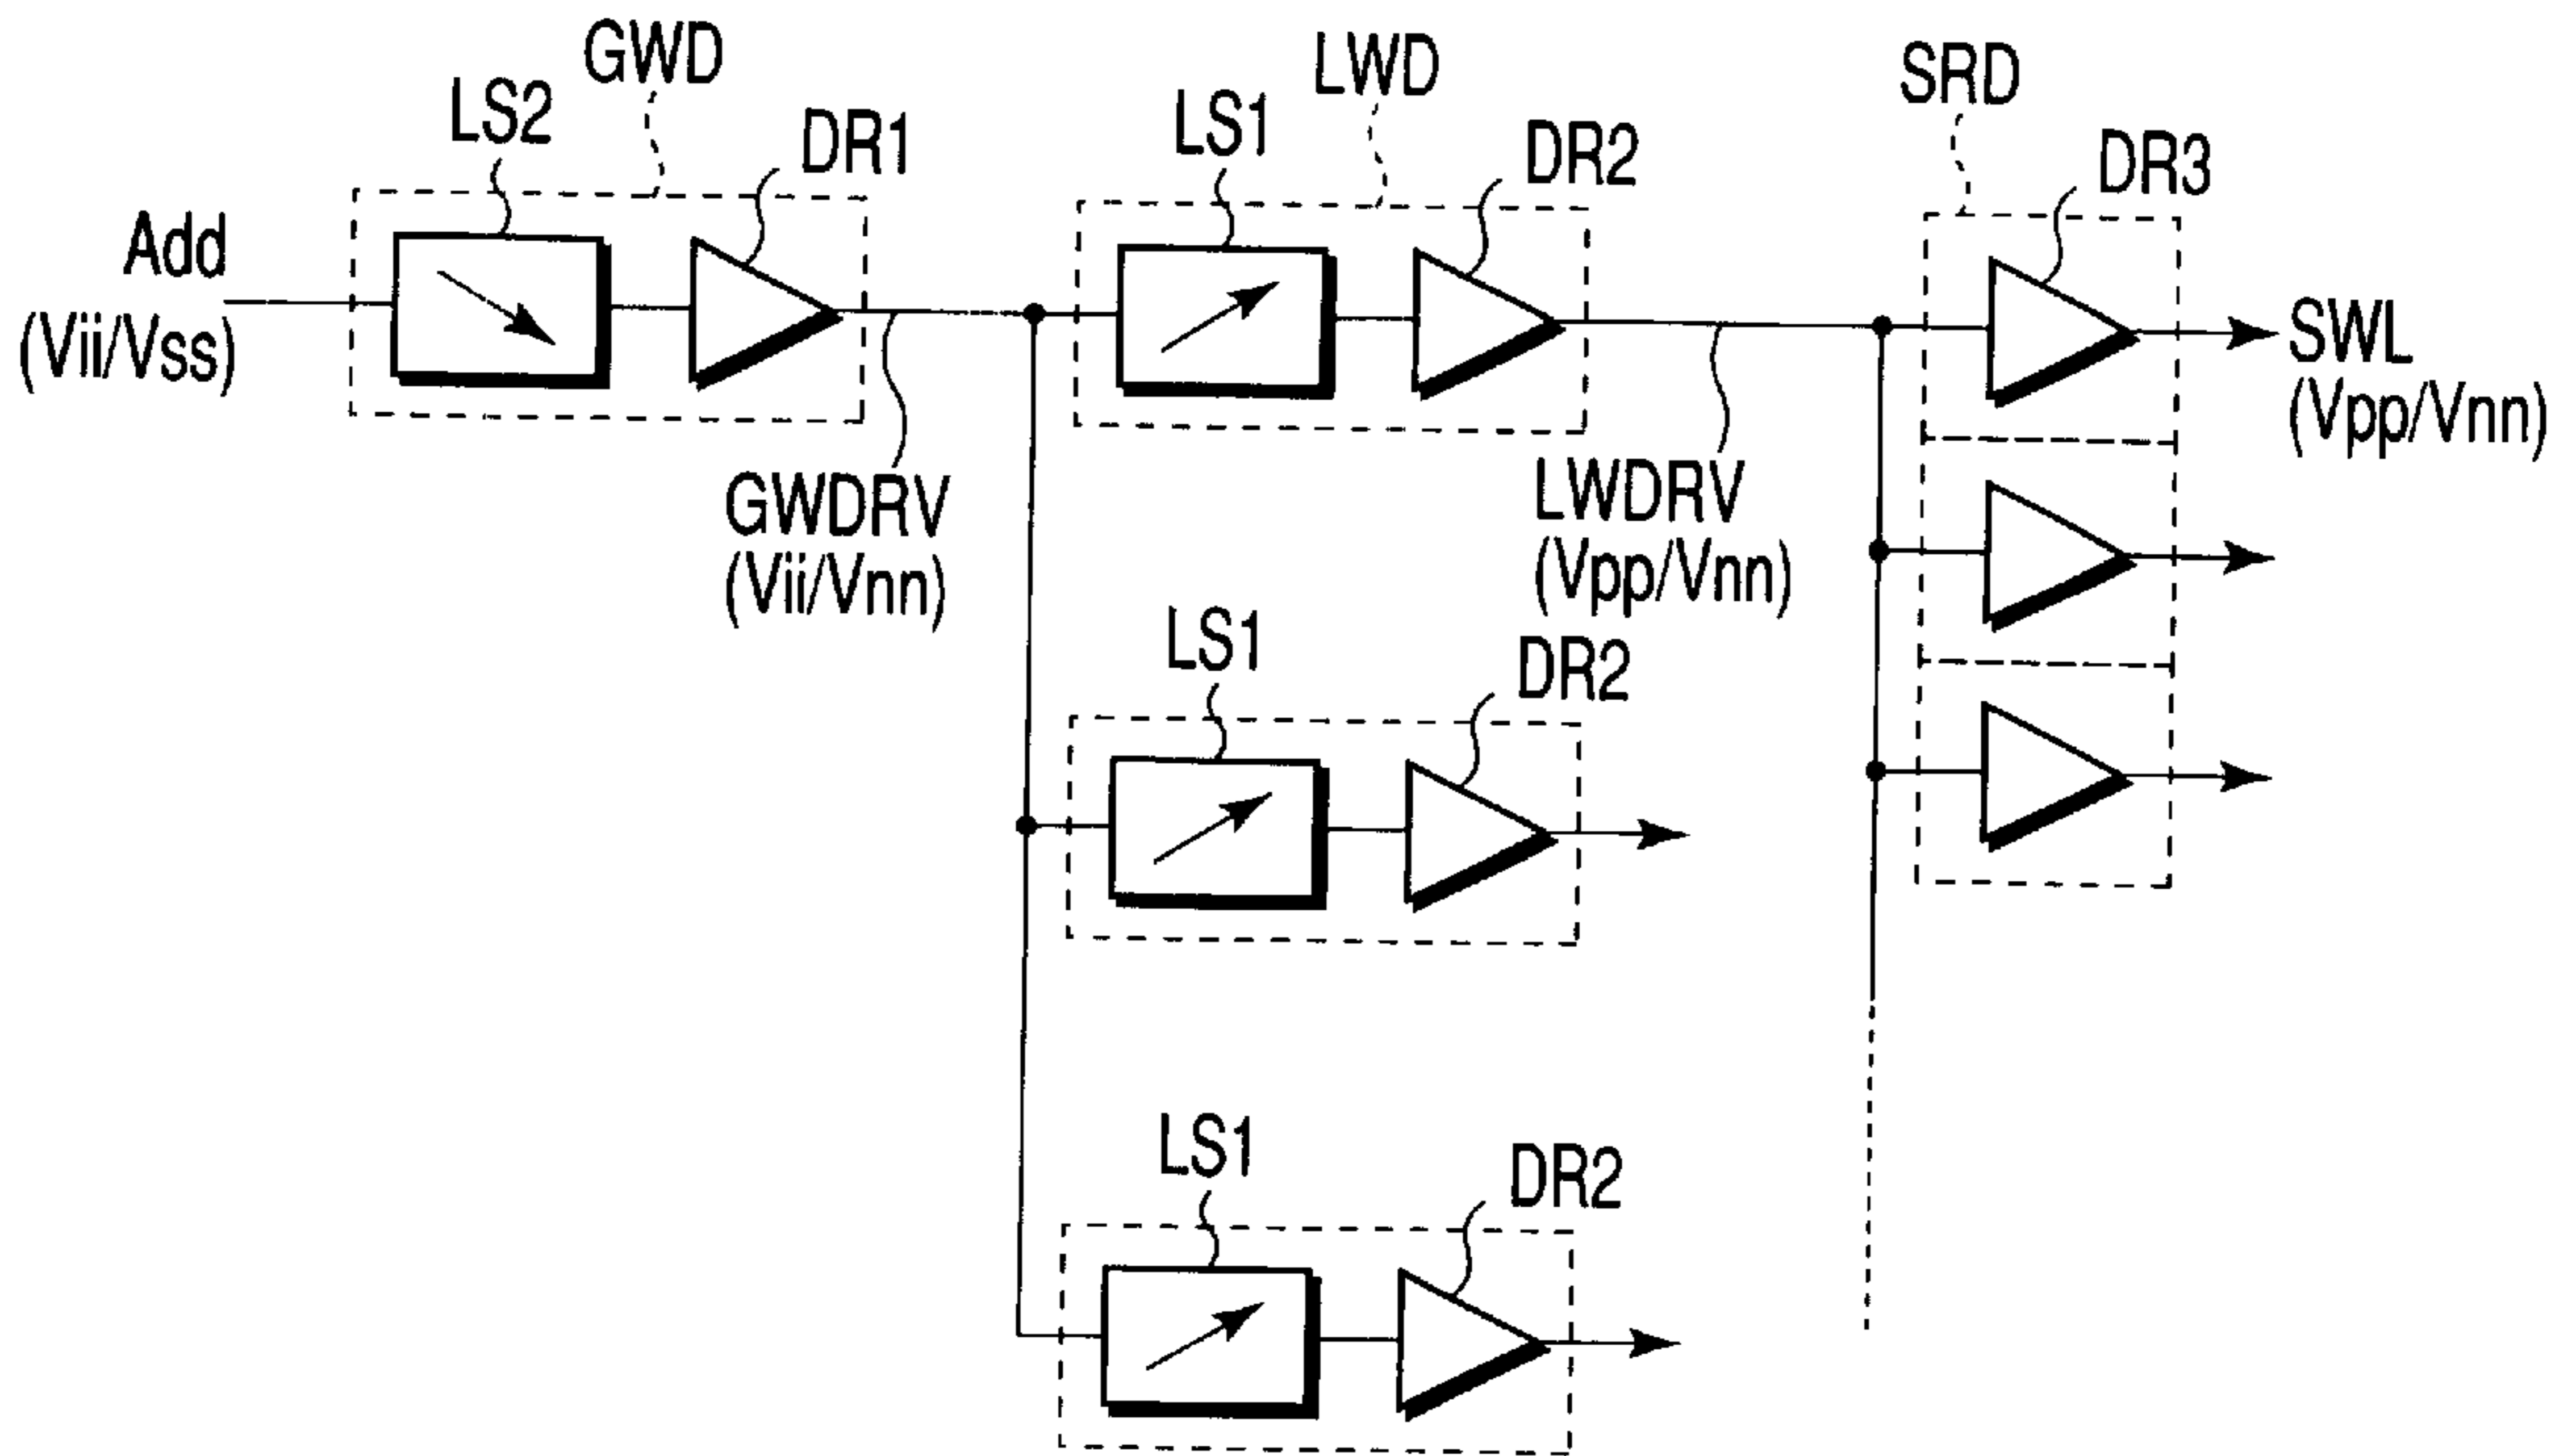 GWD
LWD
SRD
LS2
DR1
LS1
DR2
DR3
Add
(Vii/Vss)
SWL
(Vpp/Vnn)
GWDRV
(Vii/Vnn)
LWDRV
(Vpp/Vnn)
LS1
DR2
LS1
DR2